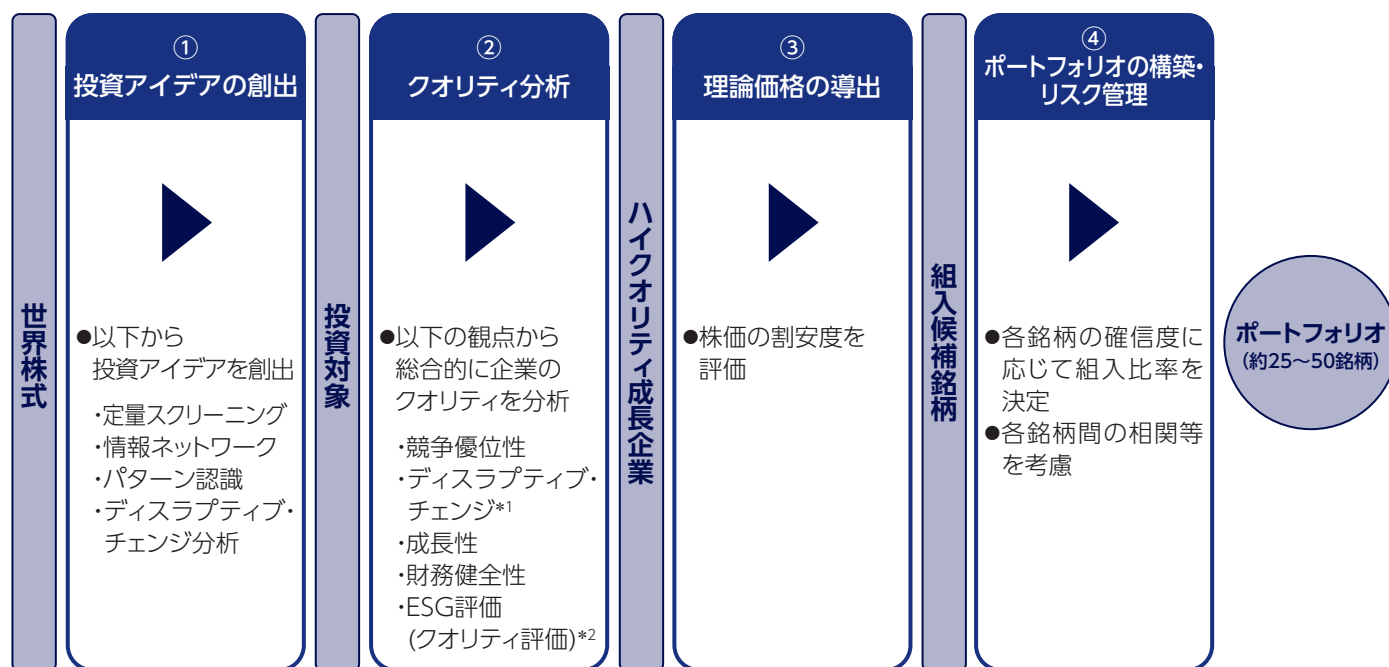 世界株式
①
投資アイデアの創出
●以下から
投資アイデアを創出
・定量スクリーニング
・情報ネットワーク
・パターン認識
・ディスラプティブ・
チェンジ分析
投資対象
②
クオリティ分析
●以下の観点から
総合的に企業の
クオリティを分析
・競争優位性
・ディスラプティブ・
チェンジ*1
・成長性
・財務健全性
・ESG評価
(クオリティ評価)*2
ハイクオリティ成長企業
③
理論価格の導出
●株価の割安度を
評価
組入候補銘柄
④
ポートフォリオの構築・
リスク管理
●各銘柄の確信度に
応じて組入比率を
決定
●各銘柄間の相関等
を考慮
ポートフォリオ
(約25～50銘柄)